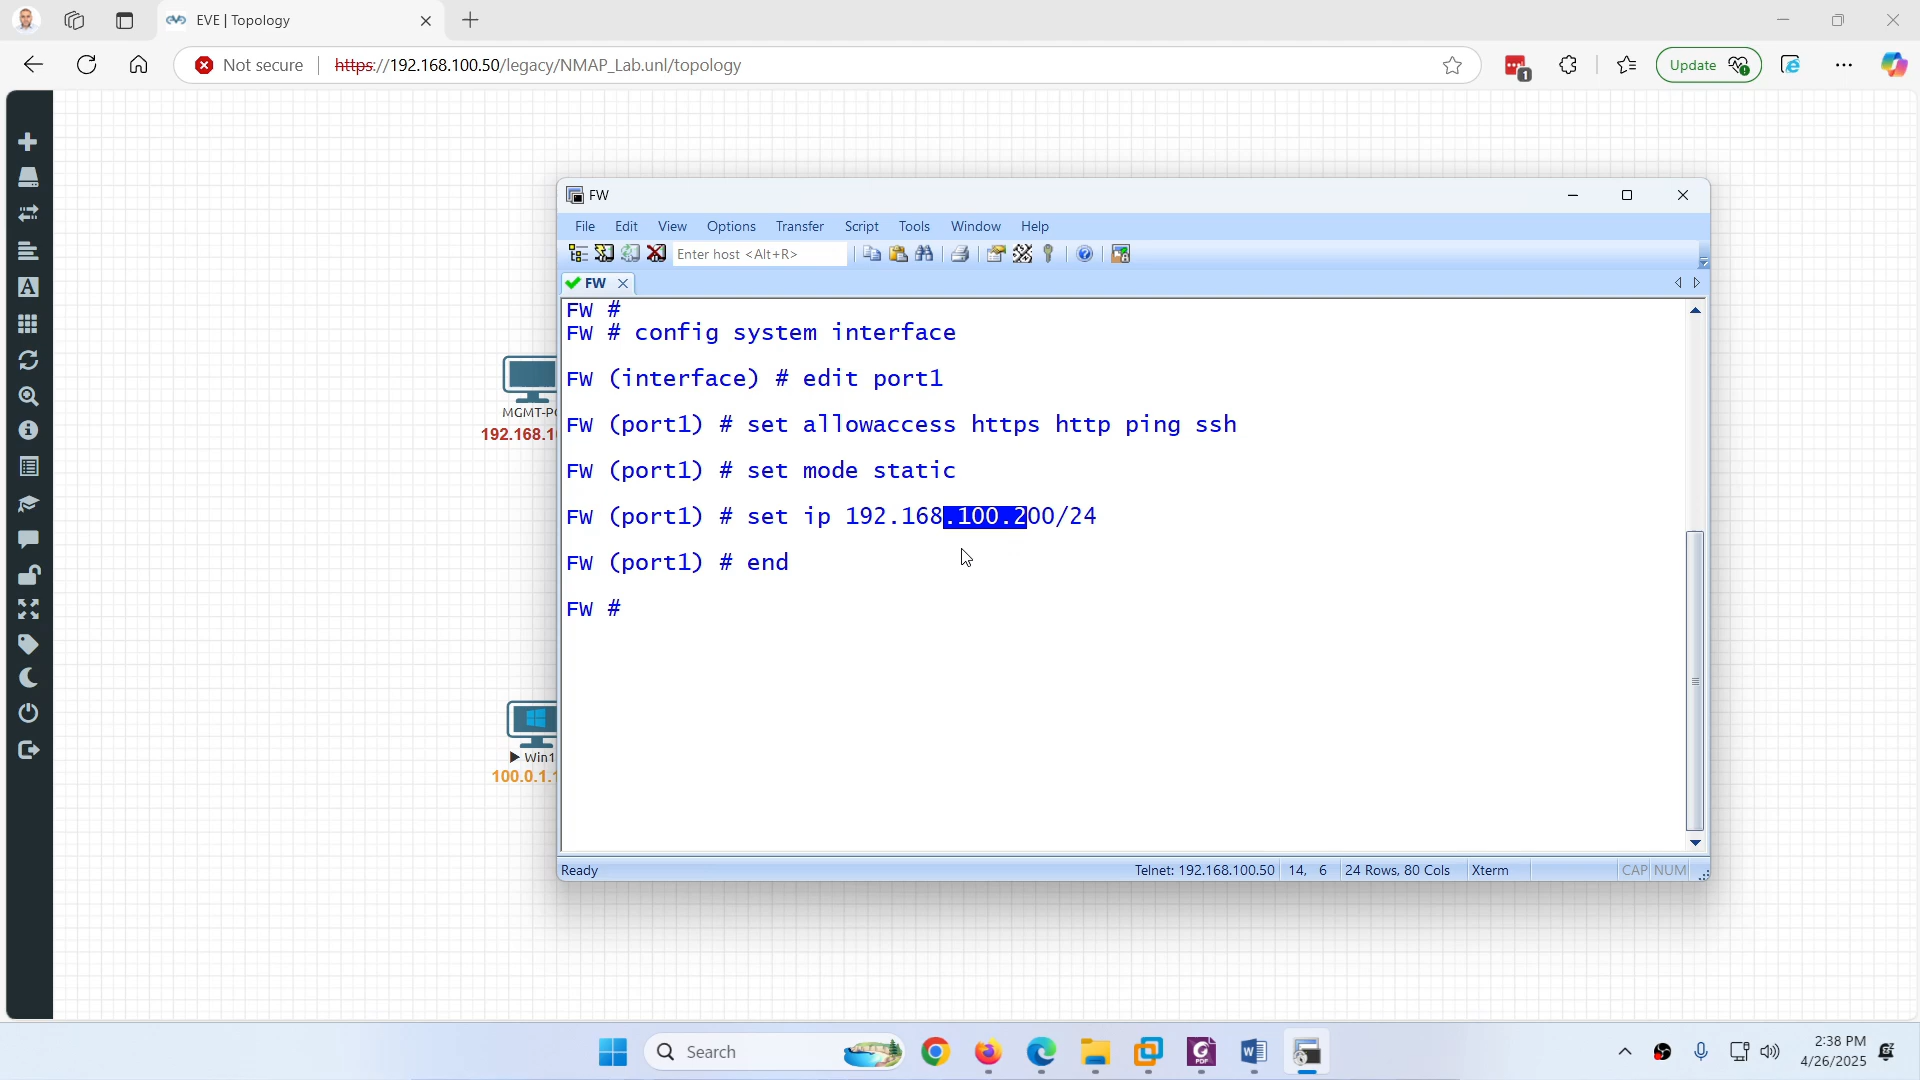 EVE | Topology
Not secure
https://192.168.100.50/legacy/NMAP_Lab.unl/topology
1
Update
FW
File Edit View Options Transfer Script Tools Window Help
Enter host <Alt+R>
FW
FW #
FW # config system interface
FW (interface) # edit port1
FW (port1) # set allowaccess https http ping ssh
FW (port1) # set mode static
FW (port1) # set ip 192.168.100.200/24
FW (port1) # end
FW #
MGMT-P
192.168.1
Win1
100.0.1.
Ready
Telnet: 192.168.100.50 14, 6 24 Rows, 80 Cols Xterm CAP NUM
Search
2:38 PM
4/26/2025